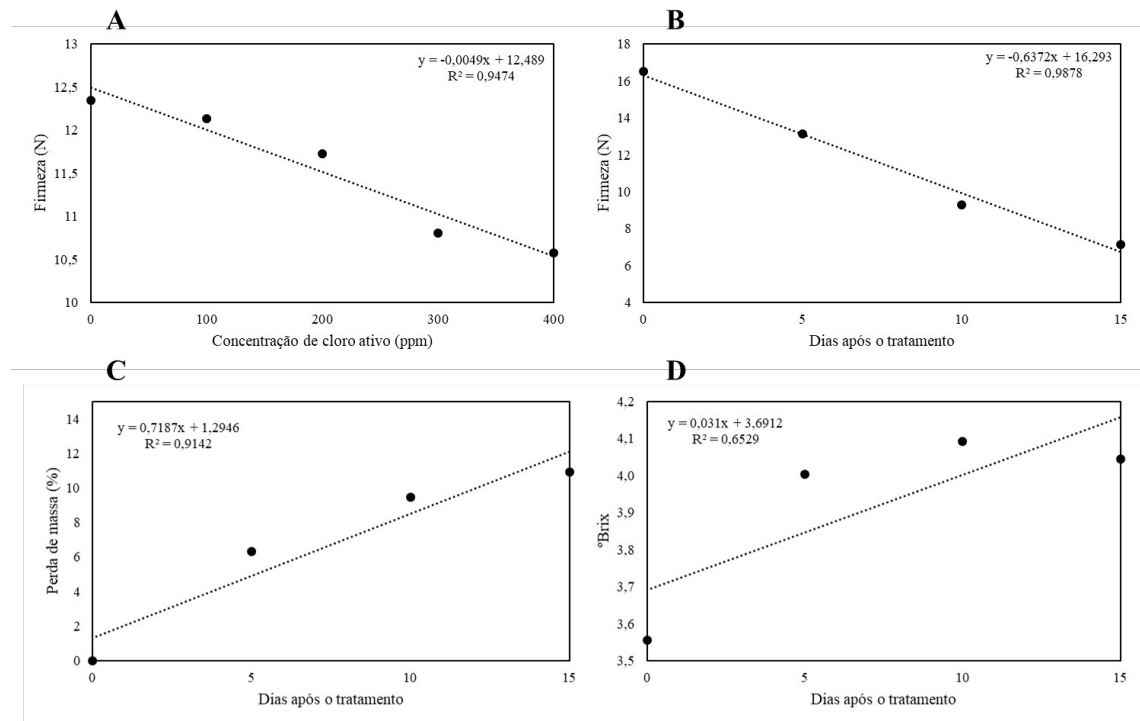 A
y = -0,0049x + 12,489
R² = 0,9474
13
12,5
12
11,5
11
10,5
10
Firmeza (N)
0 100 200 300 400
Concentração de cloro ativo (ppm)
B
y = -0,6372x + 16,293
R² = 0,9878
18
16
14
12
10
8
6
4
Firmeza (N)
0 5 10 15
Dias após o tratamento
C
y = 0,7187x + 1,2946
R² = 0,9142
14
12
10
8
6
4
2
0
Perda de massa (%)
0 5 10 15
Dias após o tratamento
D
y = 0,031x + 3,6912
R² = 0,6529
4,2
4,1
4,0
3,9
3,8
3,7
3,6
3,5
ºBrix
0 5 10 15
Dias após o tratamento